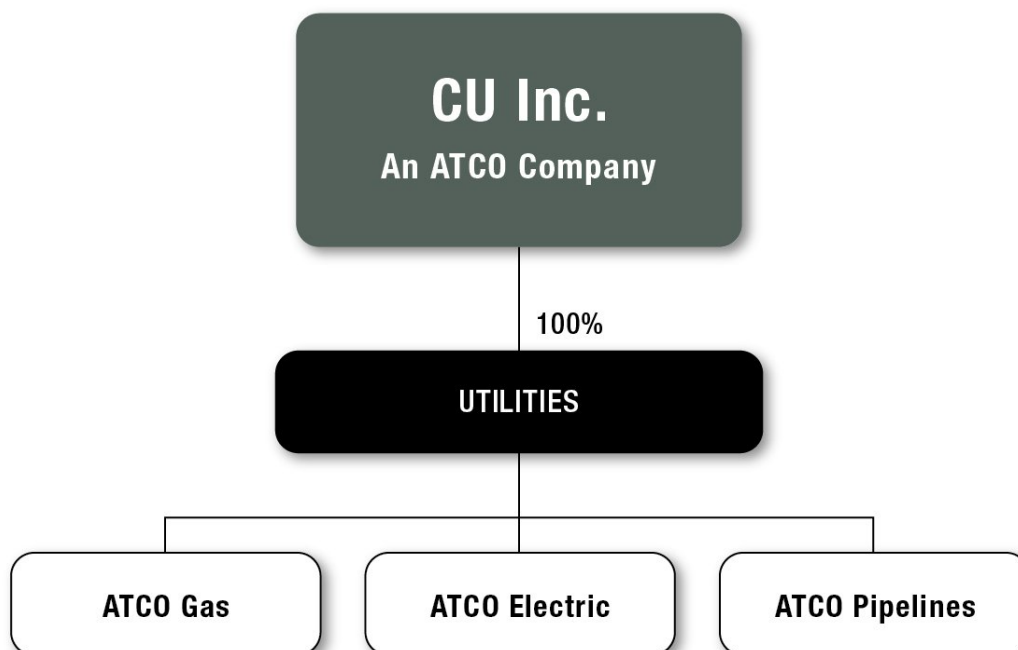 CU Inc.
An ATCO Company
100%
UTILITIES
ATCO Gas
ATCO Electric
ATCO Pipelines